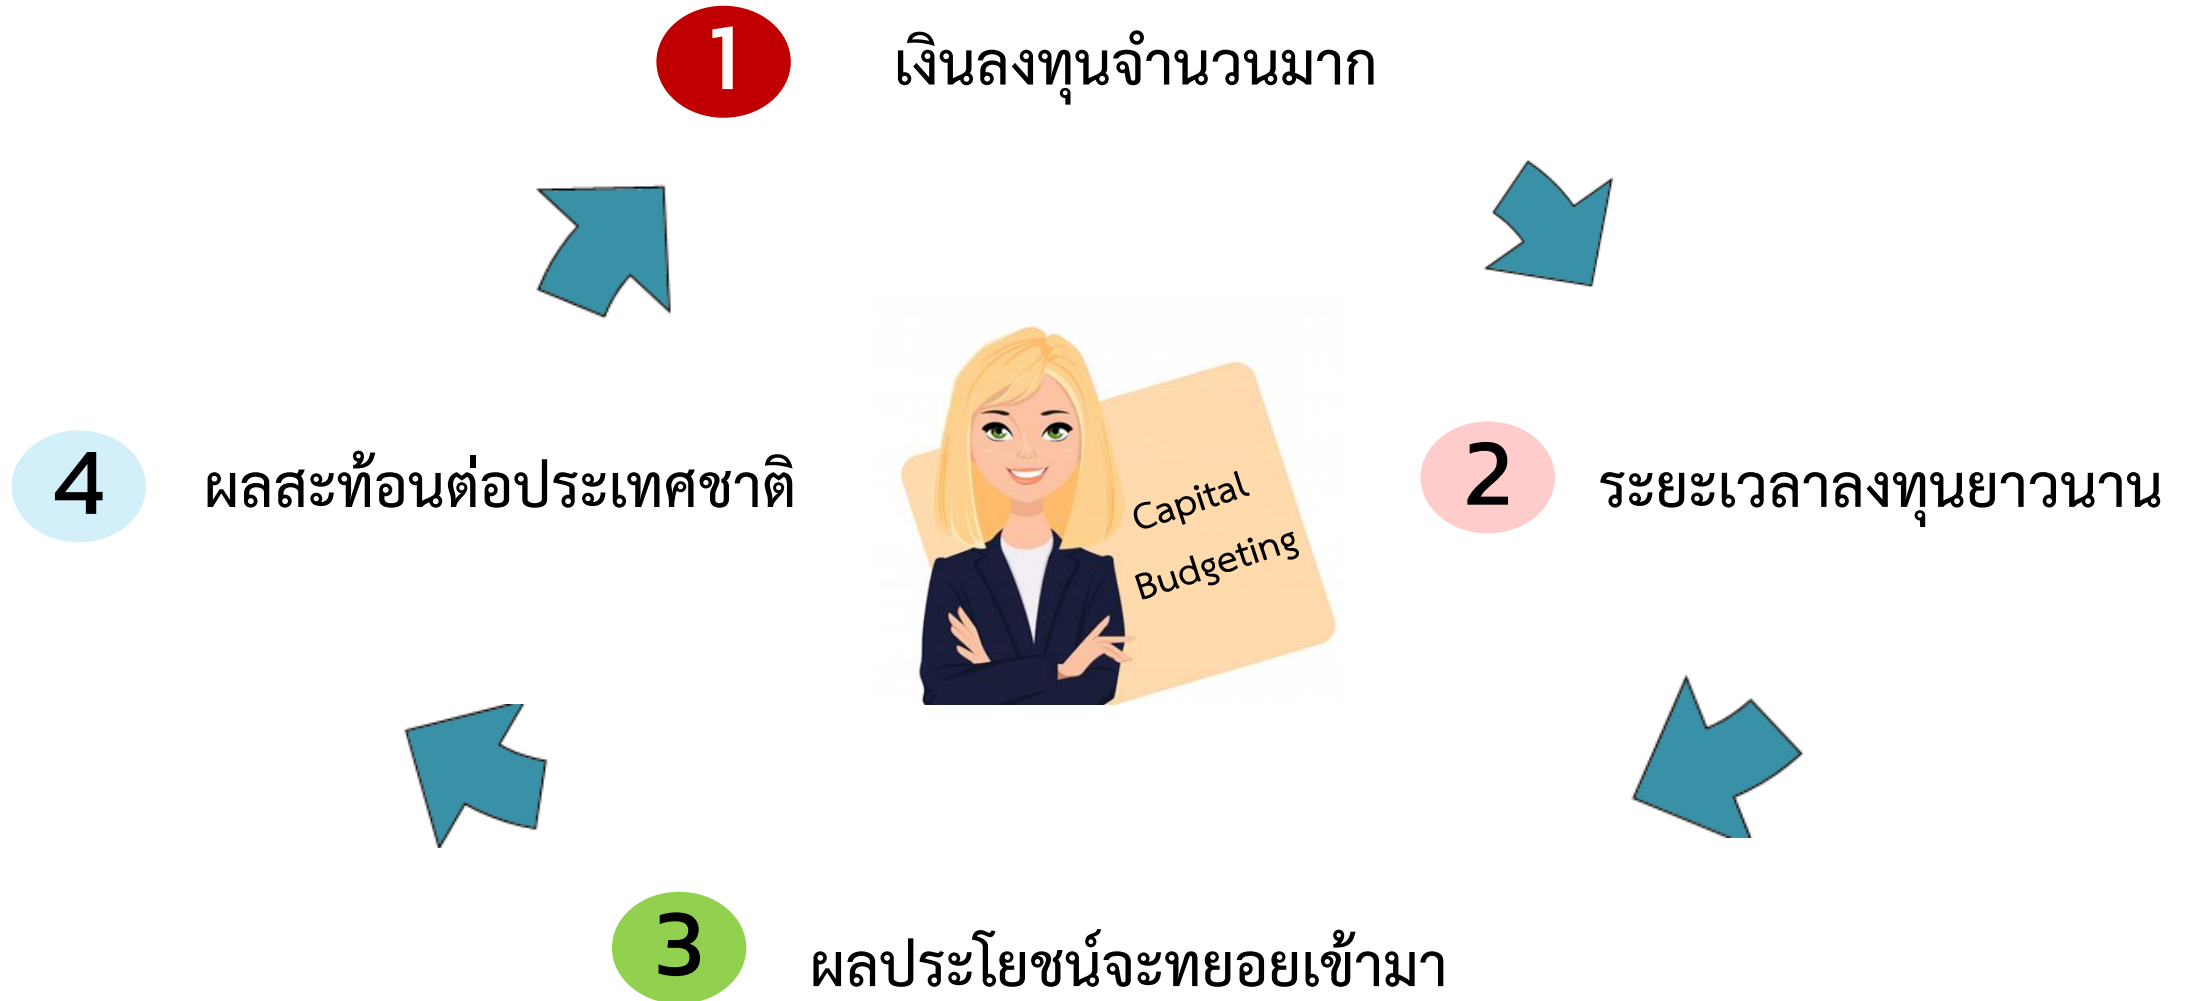 1 เงินลงทุนจำนวนมาก
4 ผลสะท้อนต่อประเทศชาติ
Capital
Budgeting
2 ระยะเวลาลงทุนยาวนาน
3 ผลประโยชน์จะทยอยเข้ามา